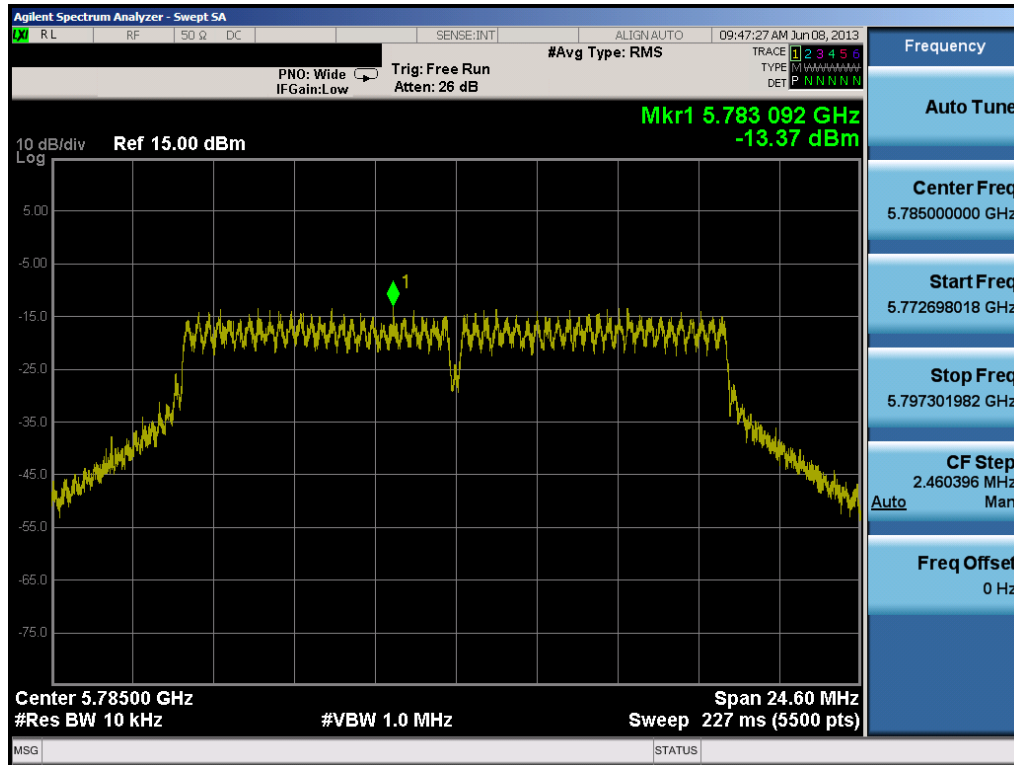 Agilent Spectrum Analyzer - Swept SA
LXI RL RF 50 Ω DC SENSE:INT ALIGN AUTO 09:47:27 AM Jun 08, 2013
#Avg Type: RMS
TRACE 1 2 3 4 5 6
TYPE M W W W W W
DET P N N N N N
PNO: Wide Trig: Free Run
IFGain:Low Atten: 26 dB
Frequency
Mkr1 5.783 092 GHz
-13.37 dBm
10 dB/div Ref 15.00 dBm
Log
5.00
-5.00
1
-15.0
-25.0
-35.0
-45.0
-55.0
-65.0
-75.0
Center 5.78500 GHz Span 24.60 MHz
#Res BW 10 kHz #VBW 1.0 MHz Sweep 227 ms (5500 pts)
Auto Tune
Center Freq
5.785000000 GHz
Start Freq
5.772698018 GHz
Stop Freq
5.797301982 GHz
CF Step
2.460396 MHz
Auto Man
Freq Offset
0 Hz
MSG STATUS